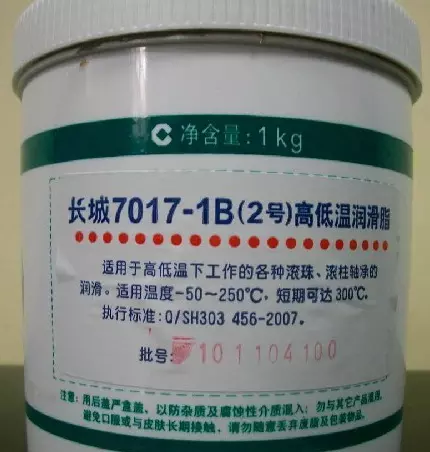 净含量:1kg
长城7017-1B(2号)高低温润滑脂
适用于高低温下工作的各种滚珠、滚柱轴承的
润滑。适用温度-50~250℃,短期可达300℃。
执行标准:Q/SH303 456-2007。
批号 101104100
注意:用后盖严盒盖,以防杂质及腐蚀性介质混入;勿与其它产品混用,
避免口服或与皮肤长期接触,请勿随意丢弃废脂及包装物品。